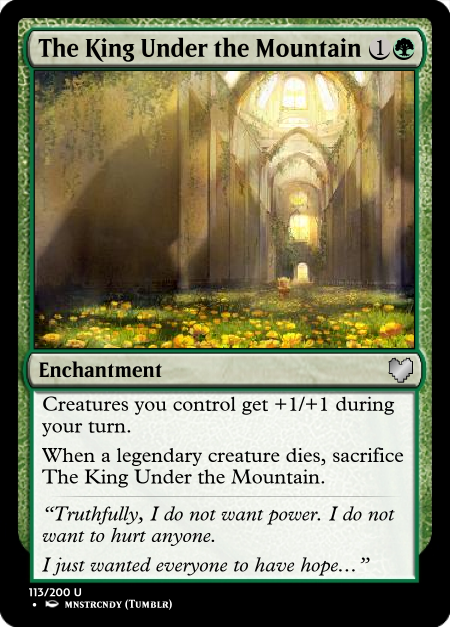 The King Under the Mountain 1
Enchantment
Creatures you control get +1/+1 during
your turn.
When a legendary creature dies, sacrifice
The King Under the Mountain.
“Truthfully, I do not want power. I do not
want to hurt anyone.
I just wanted everyone to have hope…”
113/200 U
• MNSTRCNDY (TUMBLR)